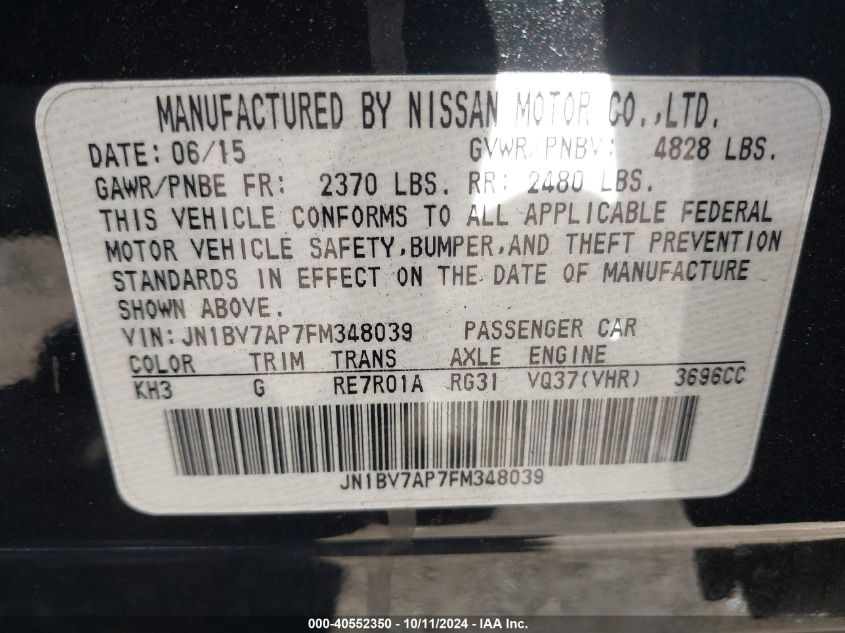 MANUFACTURED BY NISSAN MOTOR CO.,LTD.
DATE: 06/15 GVWR/PNBV: 4828 LBS.
GAWR/PNBE FR: 2370 LBS. RR: 2480 LBS.
THIS VEHICLE CONFORMS TO ALL APPLICABLE FEDERAL
MOTOR VEHICLE SAFETY,BUMPER,AND THEFT PREVENTION
STANDARDS IN EFFECT ON THE DATE OF MANUFACTURE
SHOWN ABOVE.
VIN:JN1BV7AP7FM348039 PASSENGER CAR
COLOR TRIM TRANS AXLE ENGINE
KH3 G RE7R01A RG31 VQ37(VHR) 3696CC
JN1BV7AP7FM348039
000-40552350 - 10/11/2024 - IAA Inc.